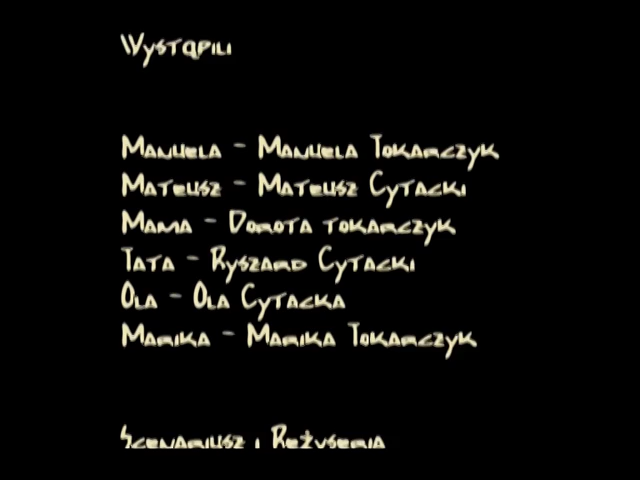 Wystąpili
Manuela - Manuela Tokarczyk
Mateusz - Mateusz Cytacki
Mama - Dorota tokarczyk
Tata - Ryszard Cytacki
Ola - Ola Cytacka
Marika - Marika Tokarczyk
Scenariusz i Reżyseria